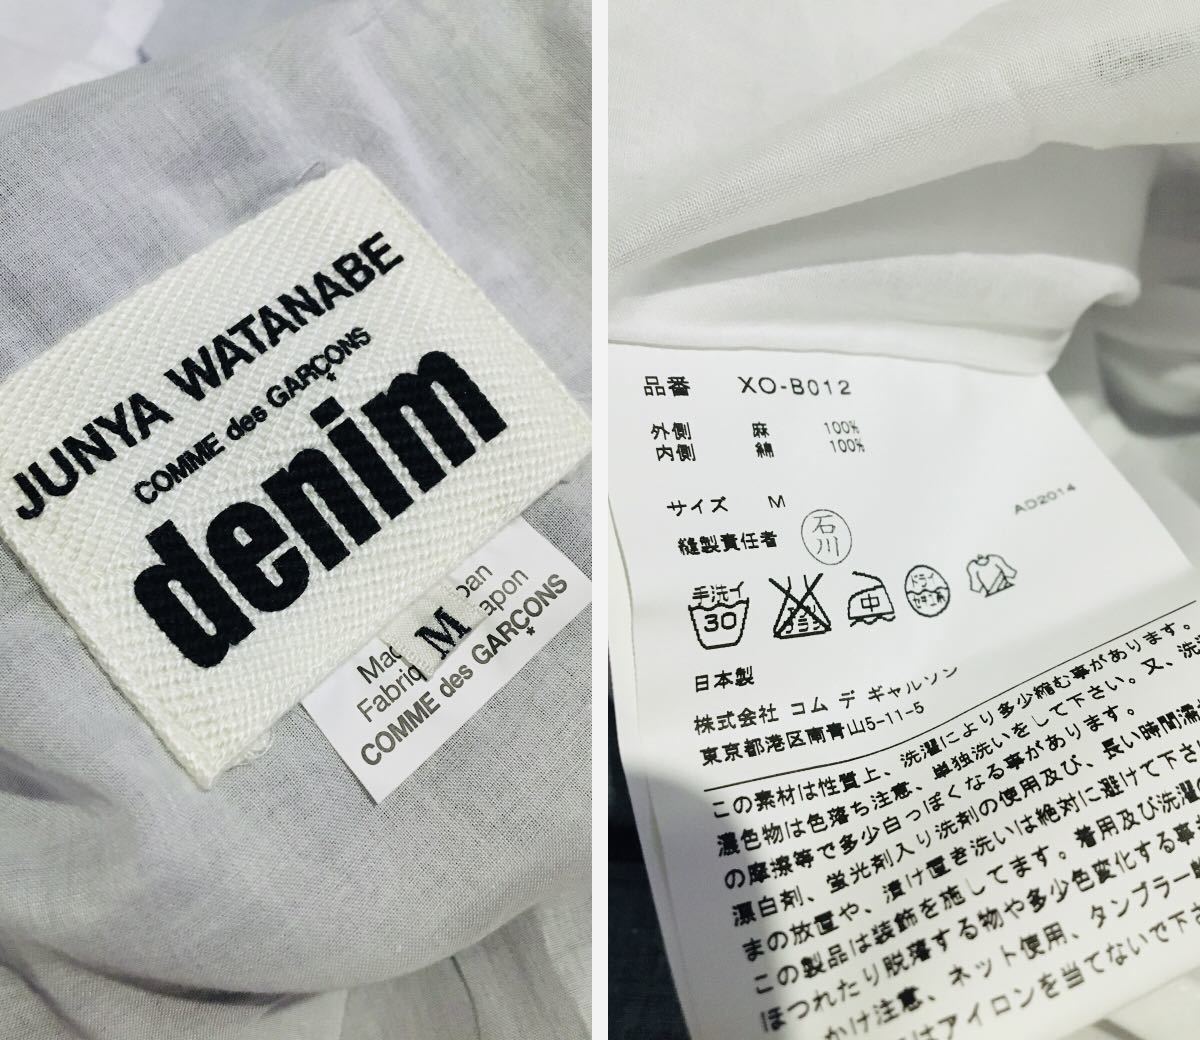 JUNYA WATANABE
COMME des GARÇONS
denim
M
COMME des GARÇONS
品番 XO-B012
外側 麻 100%
内側 綿 100%
サイズ M
AD2014
縫製責任者 石川
手洗イ
30
中
ドライ
日本製
株式会社 コム デ ギャルソン
東京都港区南青山5-11-5
この素材は性質上、洗濯により多少縮む事があります。
濃色物は色落ち注意、単独洗いをして下さい。又、洗濯
の摩擦等で多少白っぽくなる事があります。
漂白剤、蛍光剤入り洗剤の使用及び、長い時間濡
まの放置や、漬け置き洗いは絶対に避けて下さ
この製品は装飾を施してます。着用及び洗濯
ほつれたり脱落する物や多少色変化する事
かけ注意、ネット使用、タンブラー
はアイロンを当てないで下さ